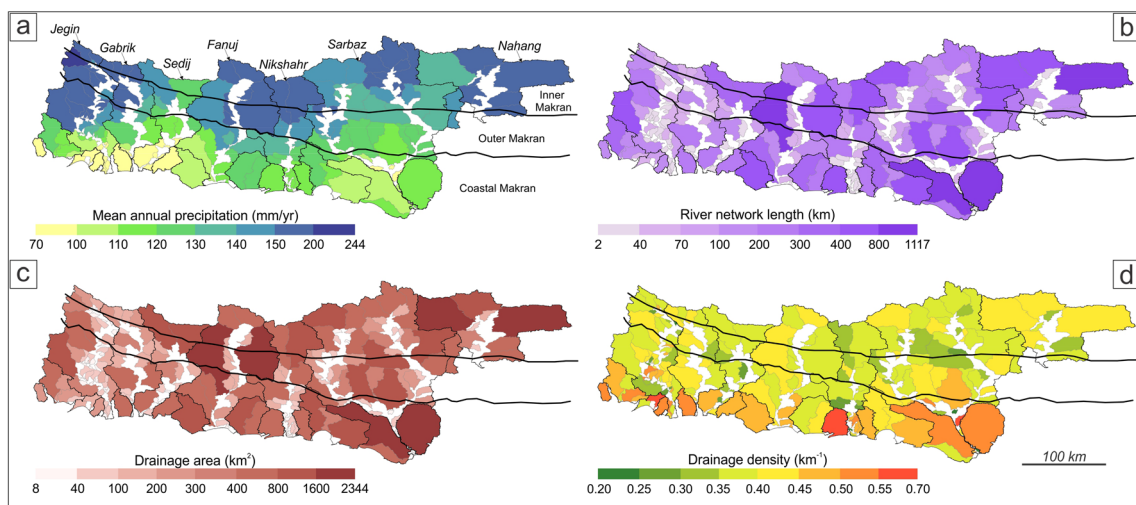 a
Jegin
Gabrik
Sedij
Fanuj
Nikshahr
Sarbaz
Nahang
Inner
Makran
Outer Makran
Coastal Makran
Mean annual precipitation (mm/yr)
70 100 110 120 130 140 150 200 244
b
River network length (km)
2 40 70 100 200 300 400 800 1117
c
Drainage area (km²)
8 40 100 200 300 400 800 1600 2344
d
Drainage density (km⁻¹)
0.20 0.25 0.30 0.35 0.40 0.45 0.50 0.55 0.70
100 km